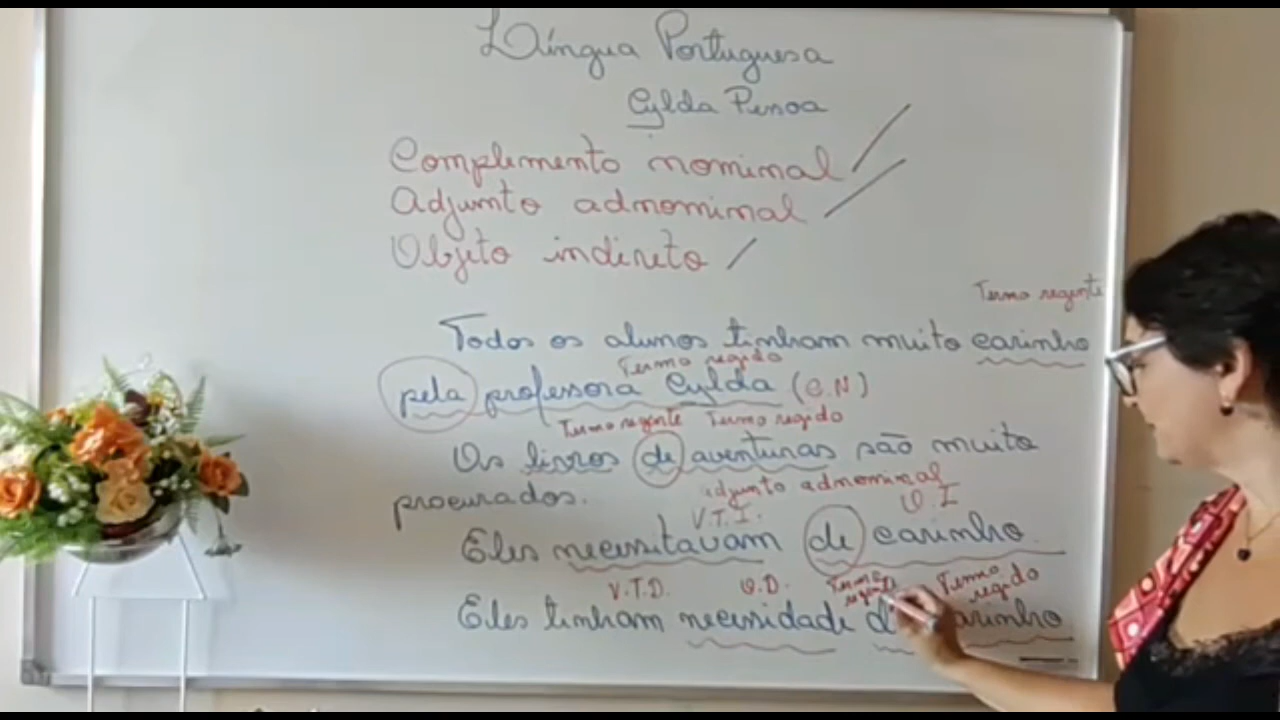 Língua Portuguesa
Cylda Pessoa
Complemento nominal
Adjunto adnominal
Objeto indireto
Termo regente
Todos os alunos tinham muito carinho
Termo regido
pela professora Cylda (C.N)
Termo regente Termo regido
Os livros de aventuras são muito
adjunto adnominal
procurados.
V.T.I. O.I
Eles necessitavam de carinho.
V.T.D. O.D. Termo regente Termo regido
Eles tinham necessidade carinho